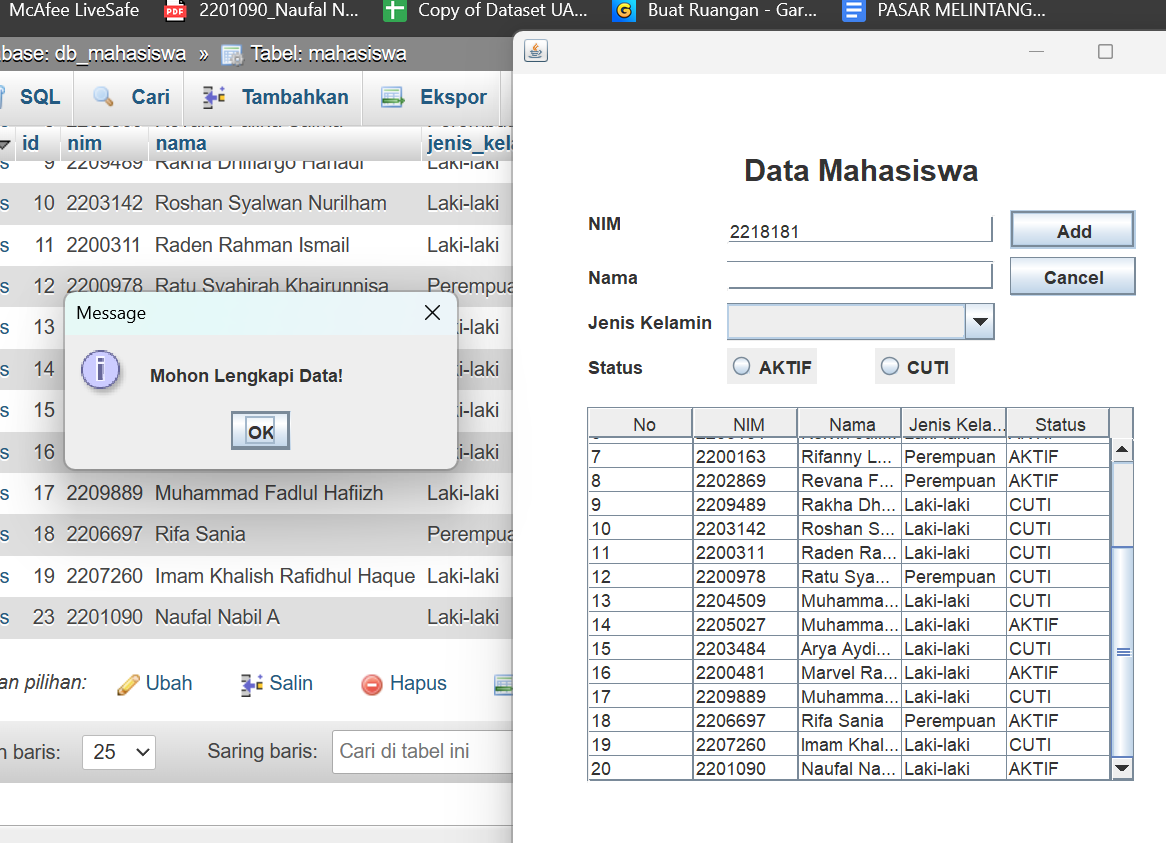 McAfee LiveSafe PDF 2201090_Naufal N... Copy of Dataset UA... G Buat Ruangan - Gar... PASAR MELINTANG...
base: db_mahasiswa » Tabel: mahasiswa
SQL Cari Tambahkan Ekspor
id nim nama jenis_kela
9 2209489 Rakha Dhifiargo Hariadi Laki-laki
s 10 2203142 Roshan Syalwan Nurilham Laki-laki
s 11 2200311 Raden Rahman Ismail Laki-laki
s 12 2200978 Ratu Syahirah Khairunnisa Perempua
s 13 i-laki
s 14 i-laki
s 15 i-laki
s 16 i-laki
s 17 2209889 Muhammad Fadlul Hafiizh Laki-laki
s 18 2206697 Rifa Sania Perempua
s 19 2207260 Imam Khalish Rafidhul Haque Laki-laki
s 23 2201090 Naufal Nabil A Laki-laki
an pilihan: Ubah Salin Hapus
n baris: 25 Saring baris: Cari di tabel ini
Message
Mohon Lengkapi Data!
OK
Data Mahasiswa
NIM 2218181 Add
Nama Cancel
Jenis Kelamin
Status AKTIF CUTI
No NIM Nama Jenis Kela... Status
7 2200163 Rifanny L... Perempuan AKTIF
8 2202869 Revana F... Perempuan AKTIF
9 2209489 Rakha Dh... Laki-laki CUTI
10 2203142 Roshan S... Laki-laki CUTI
11 2200311 Raden Ra... Laki-laki CUTI
12 2200978 Ratu Sya... Perempuan CUTI
13 2204509 Muhamma... Laki-laki CUTI
14 2205027 Muhamma... Laki-laki AKTIF
15 2203484 Arya Aydi... Laki-laki CUTI
16 2200481 Marvel Ra... Laki-laki AKTIF
17 2209889 Muhamma... Laki-laki CUTI
18 2206697 Rifa Sania Perempuan AKTIF
19 2207260 Imam Khal... Laki-laki CUTI
20 2201090 Naufal Na... Laki-laki AKTIF